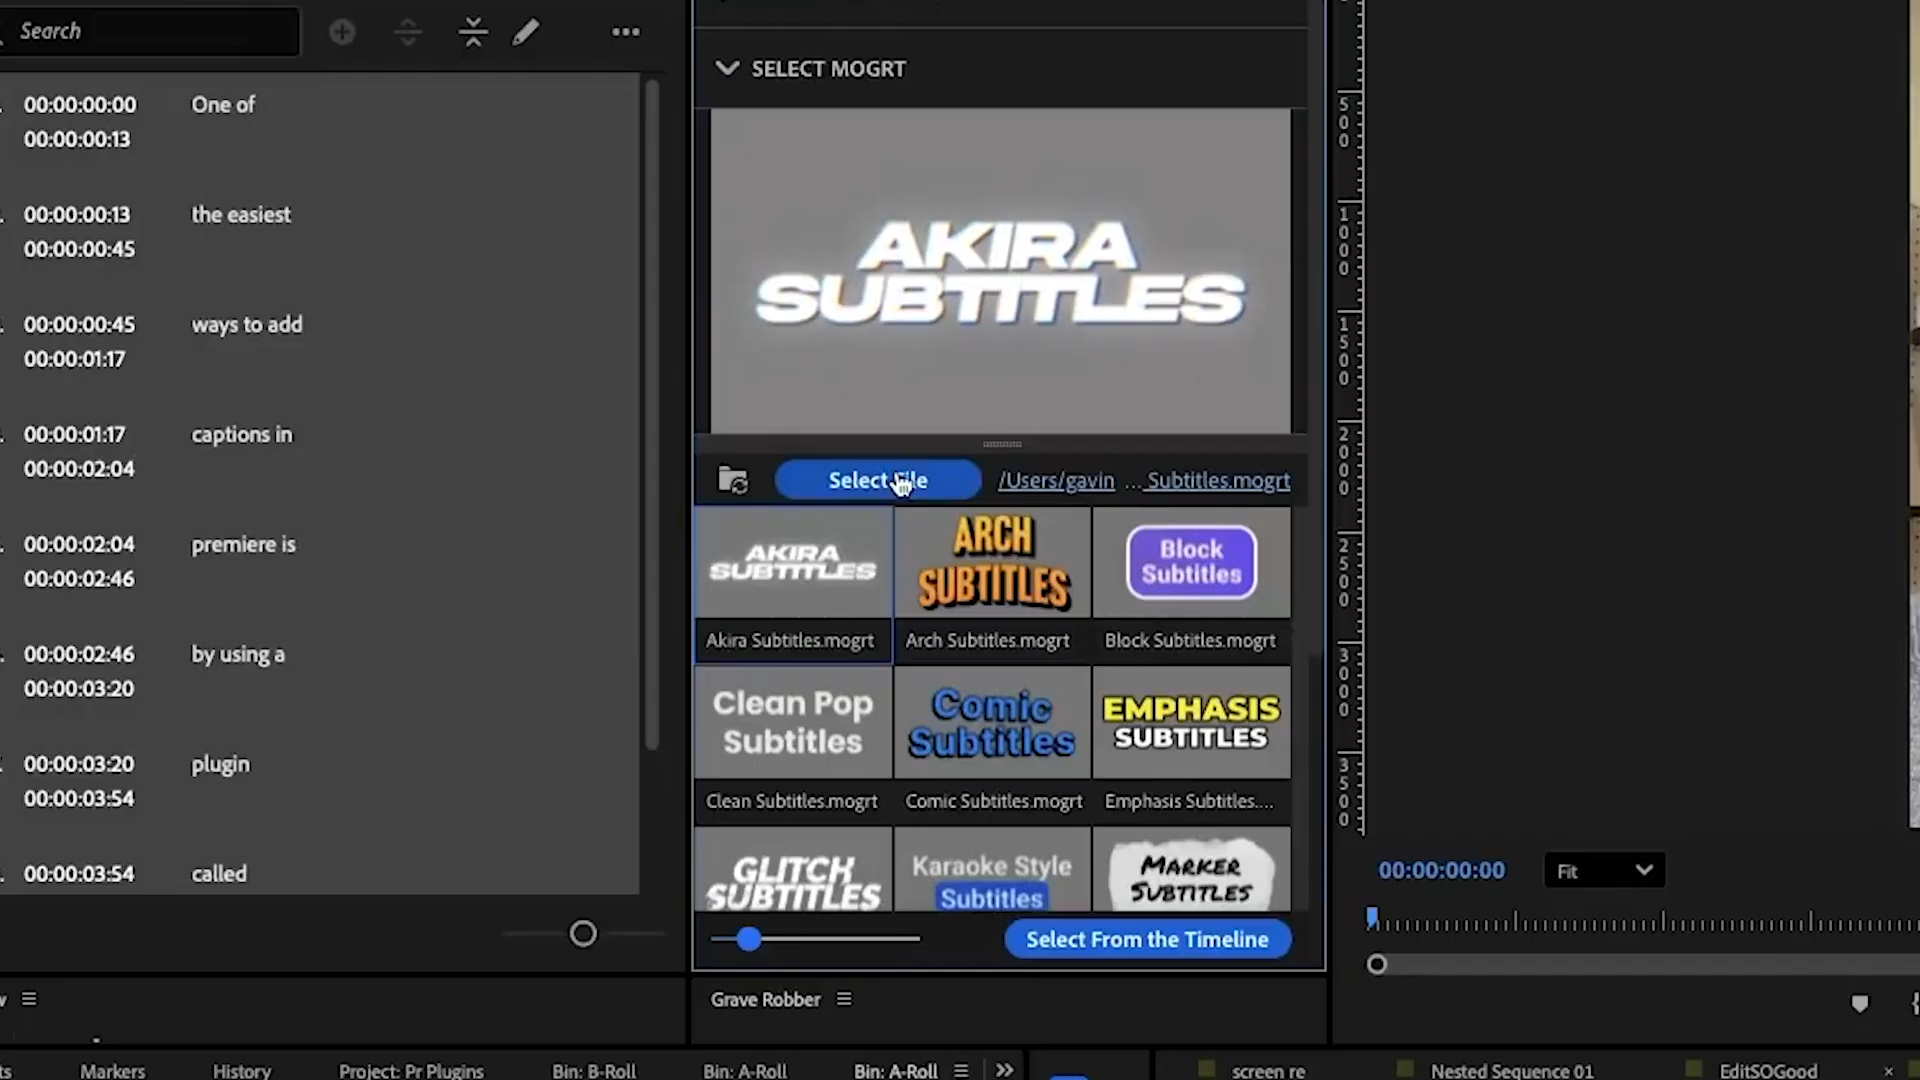 Search
00:00:00:00 One of
00:00:00:13
00:00:00:13 the easiest
00:00:00:45
00:00:00:45 ways to add
00:00:01:17
00:00:01:17 captions in
00:00:02:04
00:00:02:04 premiere is
00:00:02:46
00:00:02:46 by using a
00:00:03:20
00:00:03:20 plugin
00:00:03:54
00:00:03:54 called
SELECT MOGRT
AKIRA
SUBTITLES
Select File /Users/gavin ... Subtitles.mogrt
AKIRA
SUBTITLES
ARCH
SUBTITLES
Block
Subtitles
Akira Subtitles.mogrt Arch Subtitles.mogrt Block Subtitles.mogrt
Clean Pop
Subtitles
Comic
Subtitles
EMPHASIS
SUBTITLES
Clean Subtitles.mogrt Comic Subtitles.mogrt Emphasis Subtitles....
GLITCH
SUBTITLES
Karaoke Style
Subtitles
MARKER
SUBTITLES
Select From the Timeline
Grave Robber
500
1000
1500
2000
2500
3000
3500
00:00:00:00 Fit
Markers History Project: Pr Plugins Bin: B-Roll Bin: A-Roll Bin: A-Roll
screen re Nested Sequence 01 EditSOGood